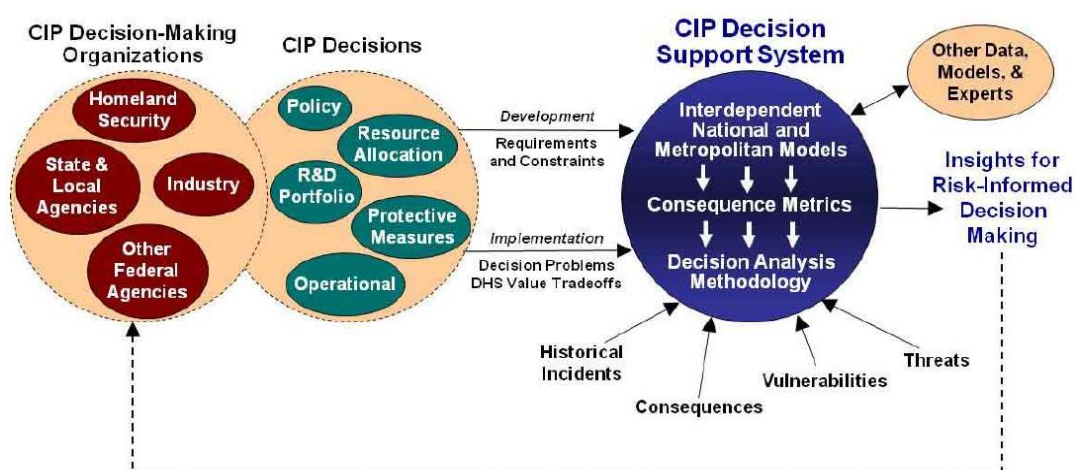 CIP Decision-Making
Organizations
Homeland
Security
State &
Local
Agencies
Industry
Other
Federal
Agencies
CIP Decisions
Policy
Resource
Allocation
R&D
Portfolio
Protective
Measures
Operational
Development
Requirements
and Constraints
Implementation
Decision Problems
DHS Value Tradeoffs
CIP Decision
Support System
Interdependent
National and
Metropolitan Models
Consequence Metrics
Decision Analysis
Methodology
Other Data,
Models, &
Experts
Insights for
Risk-Informed
Decision
Making
Historical
Incidents
Consequences
Vulnerabilities
Threats